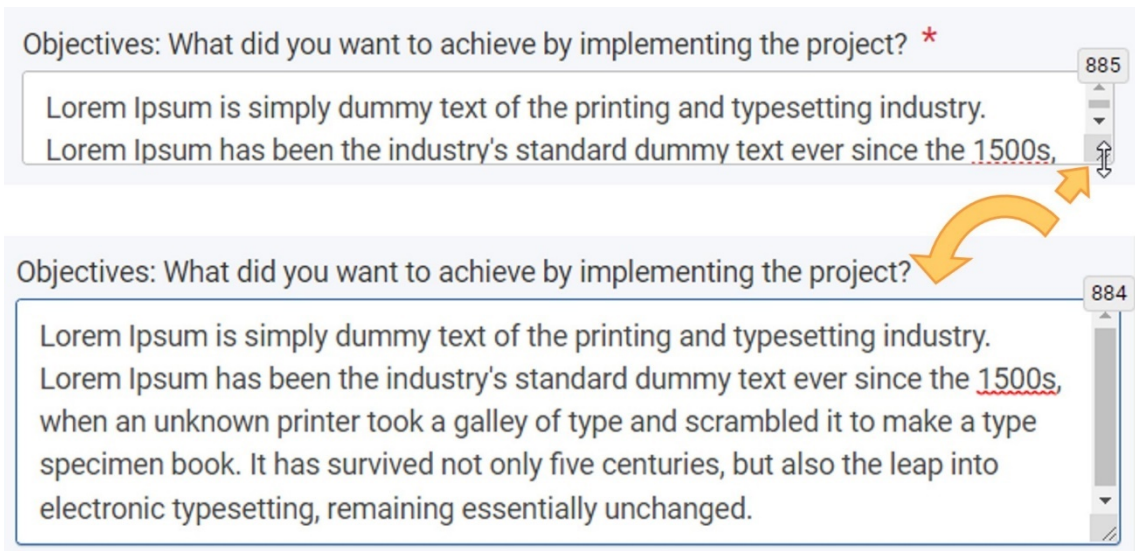 Objectives: What did you want to achieve by implementing the project? *
885
Lorem Ipsum is simply dummy text of the printing and typesetting industry.
Lorem Ipsum has been the industry's standard dummy text ever since the 1500s,
Objectives: What did you want to achieve by implementing the project?
884
Lorem Ipsum is simply dummy text of the printing and typesetting industry.
Lorem Ipsum has been the industry's standard dummy text ever since the 1500s,
when an unknown printer took a galley of type and scrambled it to make a type
specimen book. It has survived not only five centuries, but also the leap into
electronic typesetting, remaining essentially unchanged.